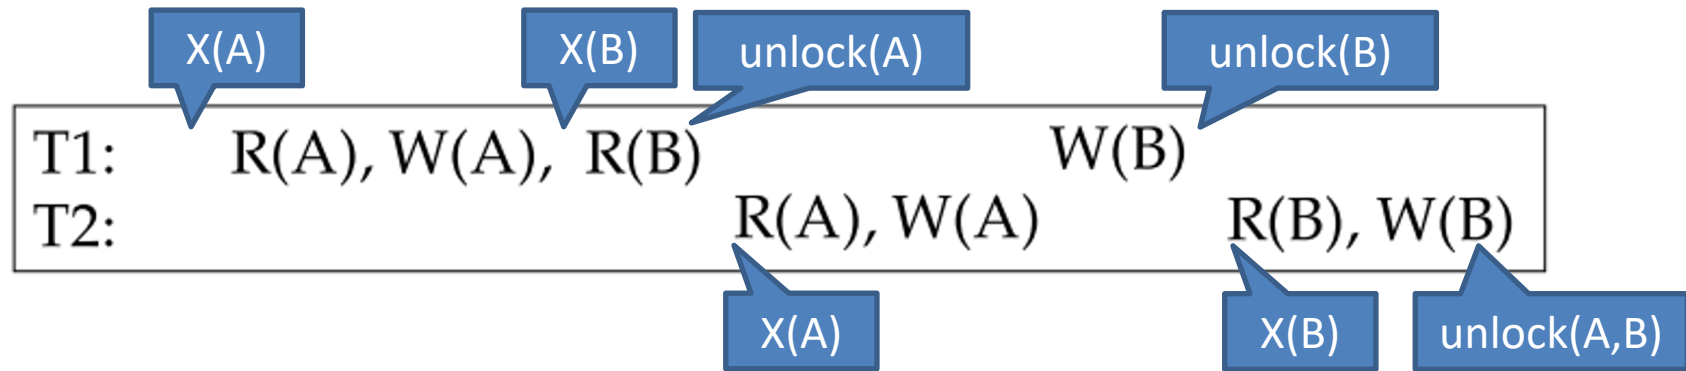 X(A) X(B) unlock(A) unlock(B)
T1: R(A), W(A), R(B) W(B)
T2: R(A), W(A) R(B), W(B)
X(A) X(B) unlock(A,B)